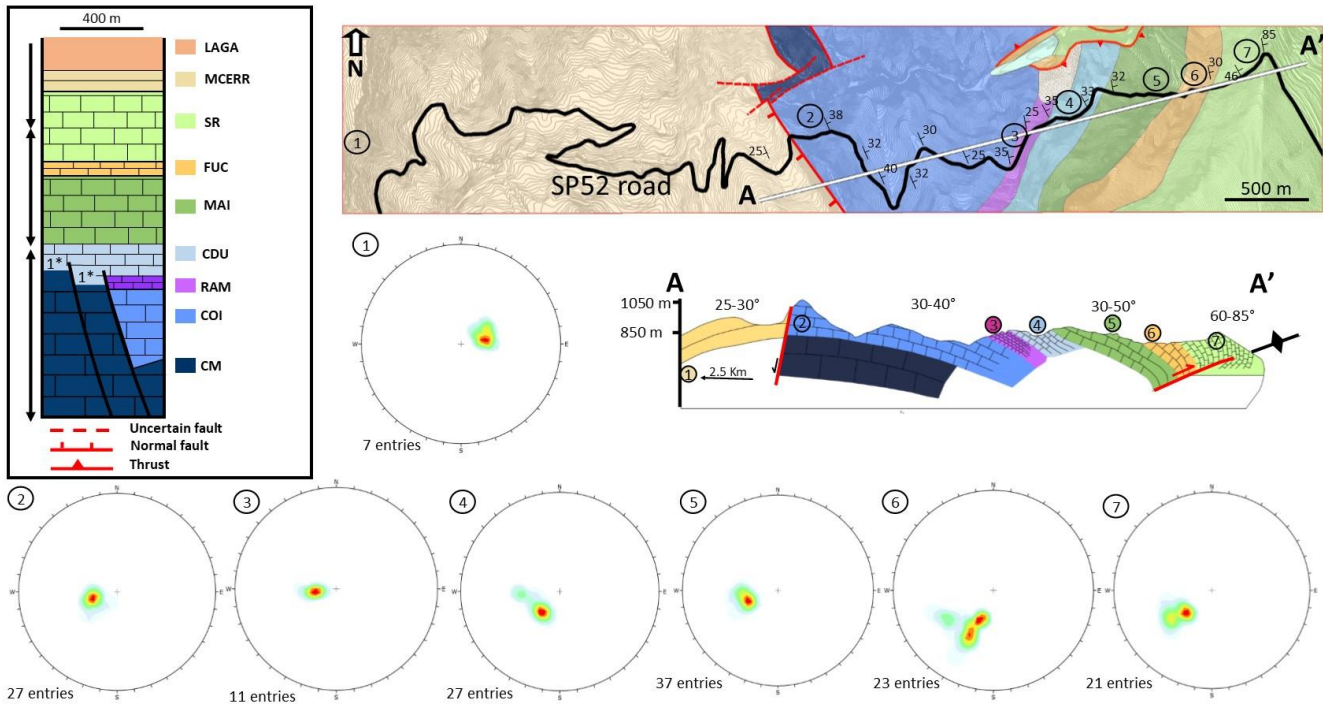 400 m
LAGA
MCERR
SR
FUC
MAI
CDU
RAM
COI
CM
1*
1*
Uncertain fault
Normal fault
Thrust
N
1
2
38
32
40
30
32
25
35
25
35
3
4
33
32
5
6
30
46
7
85
25
SP52 road
A
A'
500 m
1
N
W
E
S
7 entries
A
A'
1050 m
850 m
25-30°
30-40°
30-50°
60-85°
1
2.5 Km
2
3
4
5
6
7
2
N
W
E
S
27 entries
3
N
W
E
S
11 entries
4
N
W
E
S
27 entries
5
N
W
E
S
37 entries
6
N
W
E
S
23 entries
7
N
W
E
S
21 entries